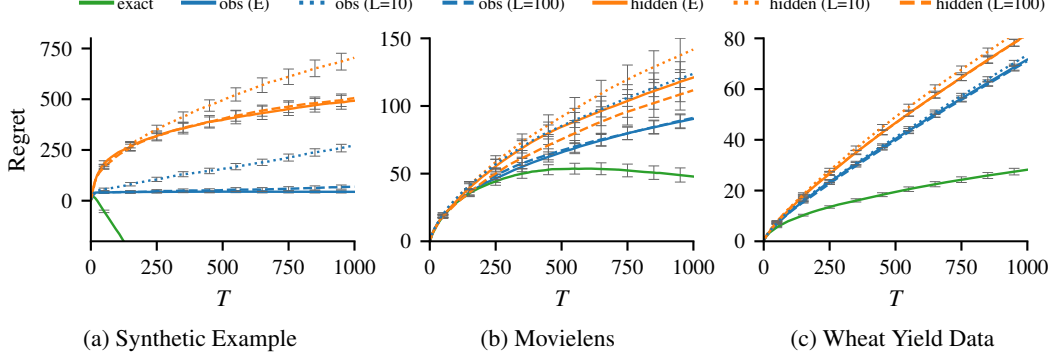 exact obs (E) obs (L=10) obs (L=100) hidden (E) hidden (L=10) hidden (L=100)
Regret
750
500
250
0
0 250 500 750 1000
T
(a) Synthetic Example
150
100
50
0
0 250 500 750 1000
T
(b) Movielens
80
60
40
20
0
0 250 500 750 1000
T
(c) Wheat Yield Data